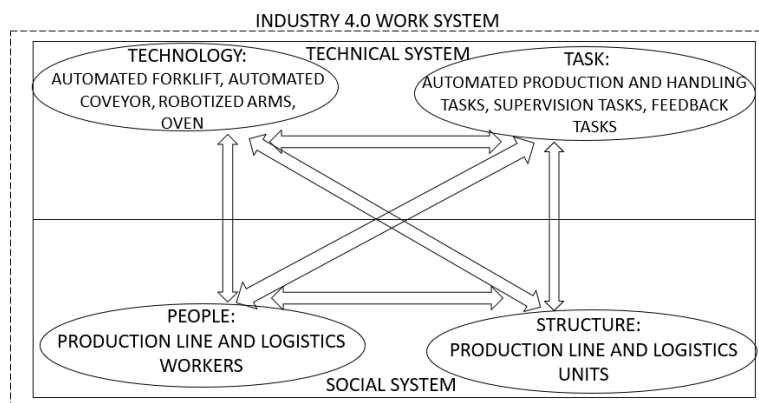 INDUSTRY 4.0 WORK SYSTEM
TECHNICAL SYSTEM
TECHNOLOGY:
AUTOMATED FORKLIFT, AUTOMATED
COVEYOR, ROBOTIZED ARMS,
OVEN
TASK:
AUTOMATED PRODUCTION AND HANDLING
TASKS, SUPERVISION TASKS, FEEDBACK
TASKS
PEOPLE:
PRODUCTION LINE AND LOGISTICS
WORKERS
STRUCTURE:
PRODUCTION LINE AND LOGISTICS
UNITS
SOCIAL SYSTEM